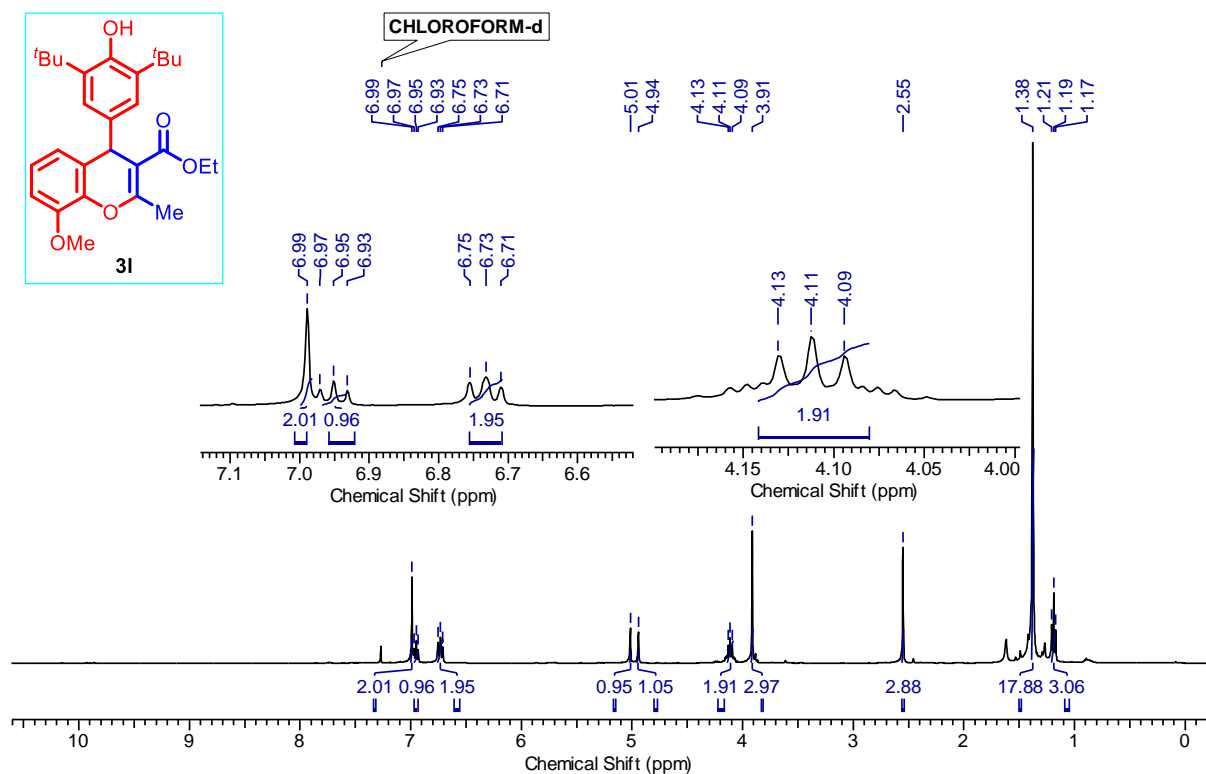 OH
tBu
tBu
O
OEt
O
Me
OMe
3l
CHLOROFORM-d
6.99
6.97
6.95
6.93
6.75
6.73
6.71
5.01
4.94
4.13
4.11
4.09
3.91
2.55
1.38
1.21
1.19
1.17
6.99
6.97
6.95
6.93
6.75
6.73
6.71
2.01 0.96 1.95
7.1 7.0 6.9 6.8 6.7 6.6
Chemical Shift (ppm)
4.13
4.11
4.09
1.91
4.15 4.10 4.05 4.00
Chemical Shift (ppm)
2.01 0.96 1.95 0.95 1.05 1.91 2.97 2.88 17.88 3.06
10 9 8 7 6 5 4 3 2 1 0
Chemical Shift (ppm)